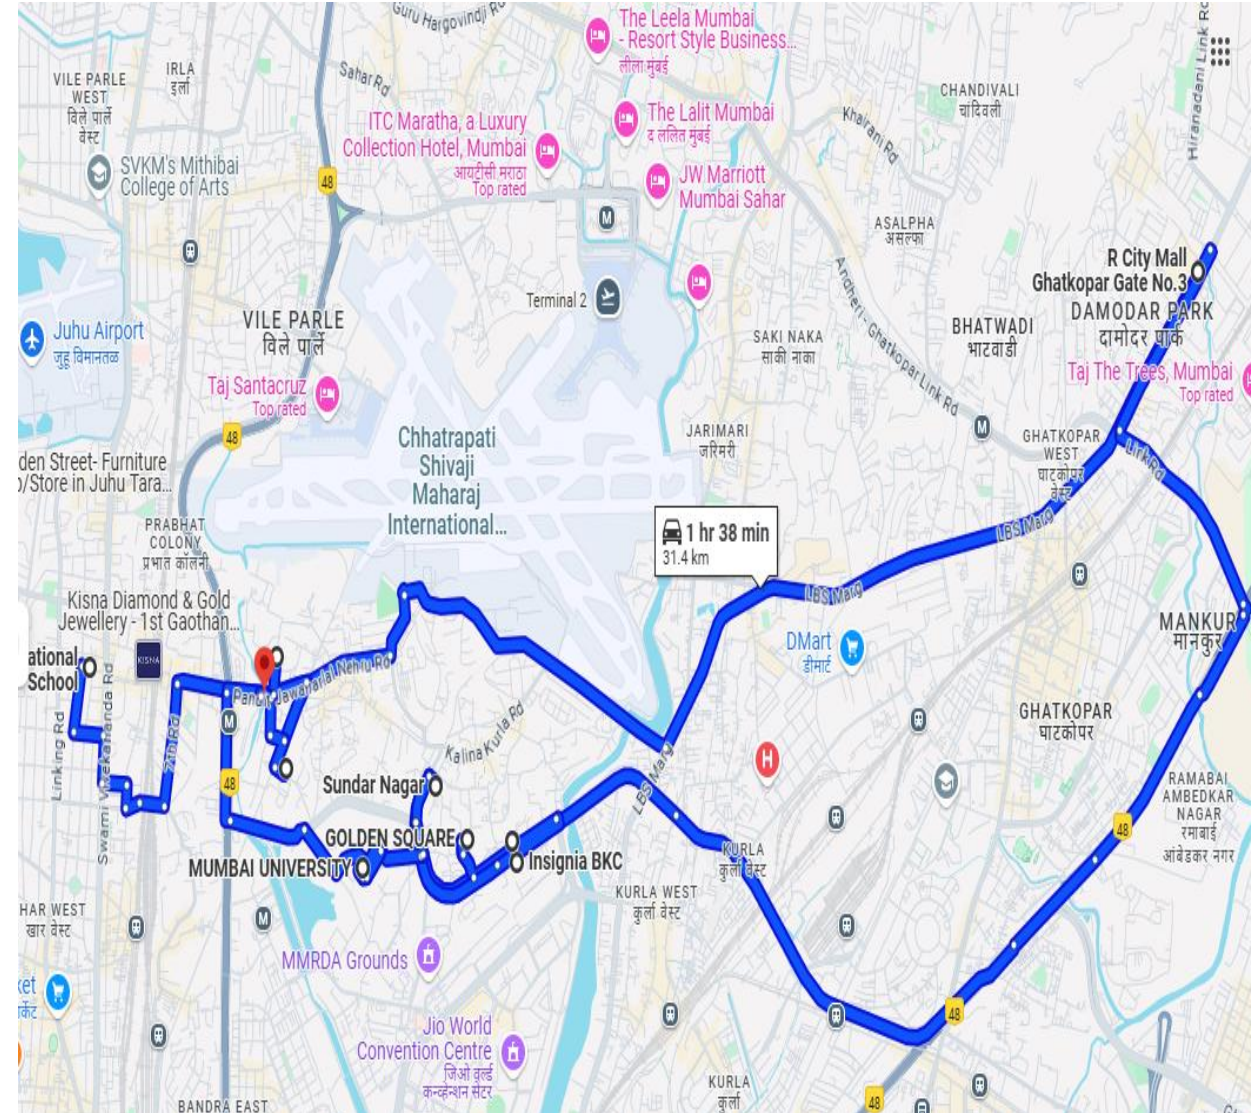 Guru Hargovindji Rd
The Leela Mumbai
- Resort Style Business...
लीला मुंबई
VILE PARLE
WEST
विले पार्ले
वेस्ट
IRLA
इर्ला
Sahar Rd
ITC Maratha, a Luxury
Collection Hotel, Mumbai
आयटीसी मराठा
Top rated
The Lalit Mumbai
द ललित मुंबई
CHANDIVALI
चांदिवली
Khairani Rd
Hiranadani Link Rd
SVKM's Mithibai
College of Arts
48
JW Marriott
Mumbai Sahar
M
ASALPHA
असल्फा
R City Mall
Ghatkopar Gate No.3
Andheri - Ghatkopar Link Rd
Terminal 2
Juhu Airport
जुहू विमानतळ
VILE PARLE
विले पार्ले
SAKI NAKA
साकी नाका
BHATWADI
भाटवाडी
DAMODAR PARK
दामोदर पार्क
Taj The Trees, Mumbai
Top rated
Taj Santacruz
Top rated
48
Chhatrapati
Shivaji
Maharaj
International...
JARIMARI
जरिमरी
M
GHATKOPAR
WEST
घाटकोपर
वेस्ट
Link Rd
den Street- Furniture
o/Store in Juhu Tara...
PRABHAT
COLONY
प्रभात कॉलनी
1 hr 38 min
31.4 km
LBS Marg
LBS Marg
Kisna Diamond & Gold
Jewellery - 1st Gaothan...
KISNA
DMart
डीमार्ट
MANKUR
मानकुर
ational
School
Pandit Jawaharlal Nehru Rd
Linking Rd
Swami Vivekananda Rd
27th Rd
M
Kalina Kurla Rd
GHATKOPAR
घाटकोपर
H
48
Sundar Nagar
LBS Marg
RAMABAI
AMBEDKAR
NAGAR
रमाबाई
आंबेडकर नगर
GOLDEN SQUARE
MUMBAI UNIVERSITY
Insignia BKC
48
KURLA
कुर्ला वेस्ट
KURLA WEST
कुर्ला वेस्ट
HAR WEST
खार वेस्ट
M
MMRDA Grounds
ket
र्केट
48
Jio World
Convention Centre
जिओ वर्ल्ड
कन्व्हेन्शन सेंटर
KURLA
कुर्ला
48
BANDRA EAST